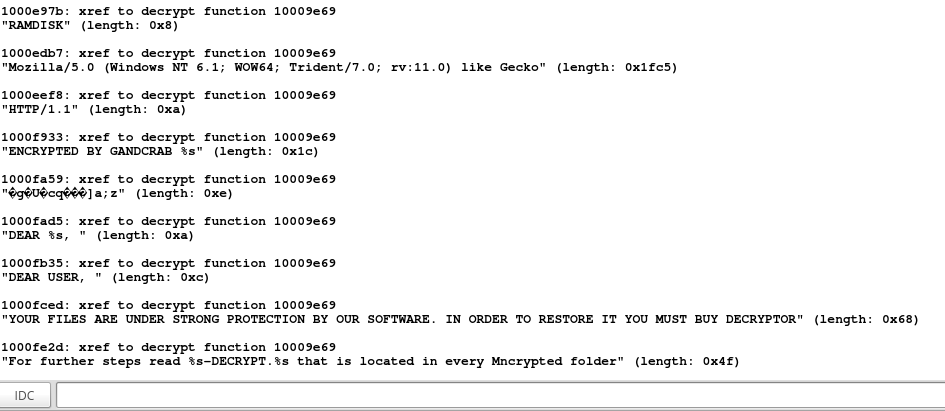 1000e97b: xref to decrypt function 10009e69
"RAMDISK" (length: 0x8)
1000edb7: xref to decrypt function 10009e69
"Mozilla/5.0 (Windows NT 6.1; WOW64; Trident/7.0; rv:11.0) like Gecko" (length: 0x1fc5)
1000eef8: xref to decrypt function 10009e69
"HTTP/1.1" (length: 0xa)
1000f933: xref to decrypt function 10009e69
"ENCRYPTED BY GANDCRAB %s" (length: 0x1c)
1000fa59: xref to decrypt function 10009e69
"�g�U�cq���]a;z" (length: 0xe)
1000fad5: xref to decrypt function 10009e69
"DEAR %s, " (length: 0xa)
1000fb35: xref to decrypt function 10009e69
"DEAR USER, " (length: 0xc)
1000fced: xref to decrypt function 10009e69
"YOUR FILES ARE UNDER STRONG PROTECTION BY OUR SOFTWARE. IN ORDER TO RESTORE IT YOU MUST BUY DECRYPTOR" (length: 0x68)
1000fe2d: xref to decrypt function 10009e69
"For further steps read %s-DECRYPT.%s that is located in every Mncrypted folder" (length: 0x4f)
IDC